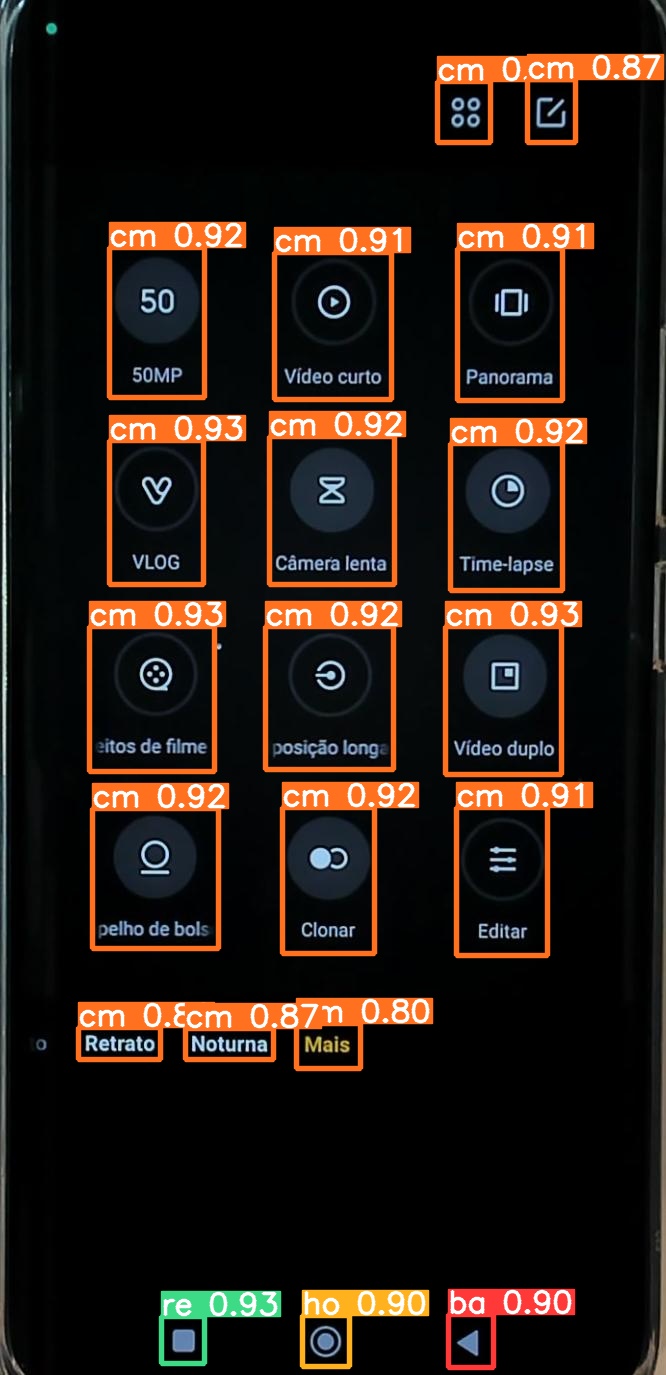 cm 0. cm 0.87
cm 0.92 cm 0.91 cm 0.91
50
50MP Vídeo curto Panorama
cm 0.93 cm 0.92 cm 0.92
VLOG Câmera lenta Time-lapse
cm 0.93 cm 0.92 cm 0.93
eitos de filme posição longa Vídeo duplo
cm 0.92 cm 0.92 cm 0.91
pelho de bols Clonar Editar
cm 0.8 cm 0.87 m 0.80
o Retrato Noturna Mais
re 0.93 ho 0.90 ba 0.90